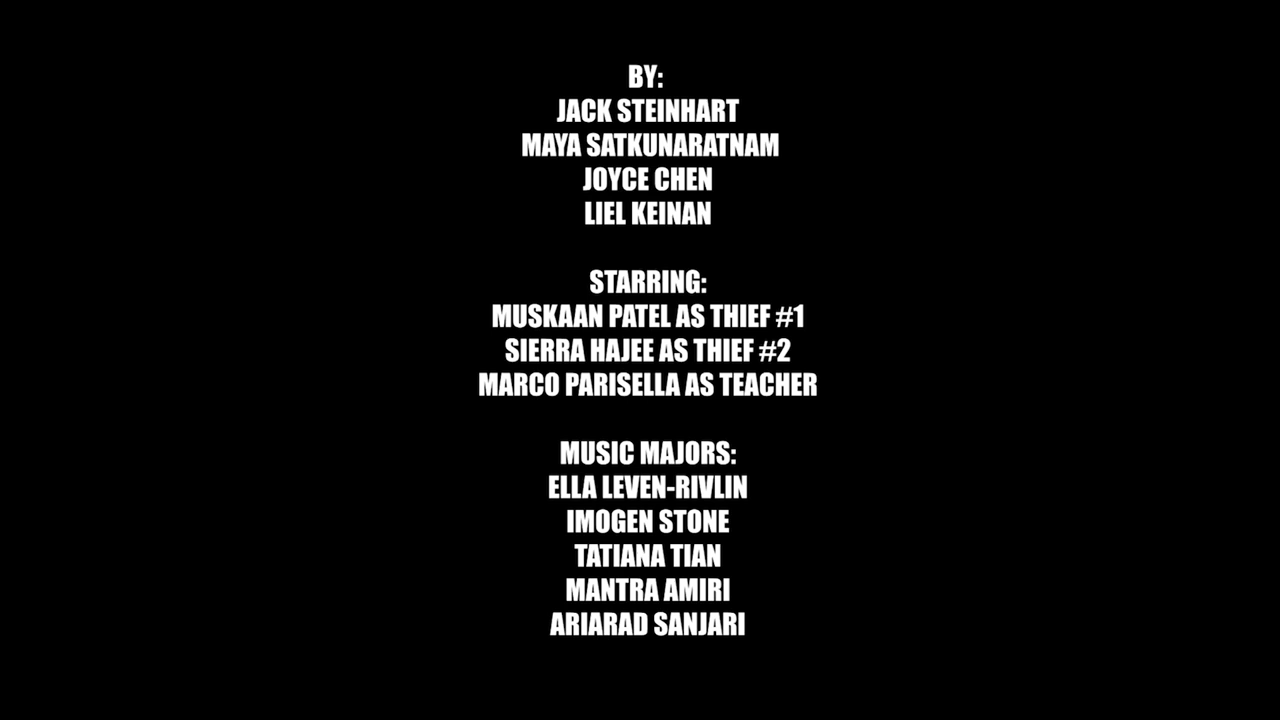 BY:
JACK STEINHART
MAYA SATKUNARATNAM
JOYCE CHEN
LIEL KEINAN
STARRING:
MUSKAAN PATEL AS THIEF #1
SIERRA HAJEE AS THIEF #2
MARCO PARISELLA AS TEACHER
MUSIC MAJORS:
ELLA LEVEN-RIVLIN
IMOGEN STONE
TATIANA TIAN
MANTRA AMIRI
ARIARAD SANJARI